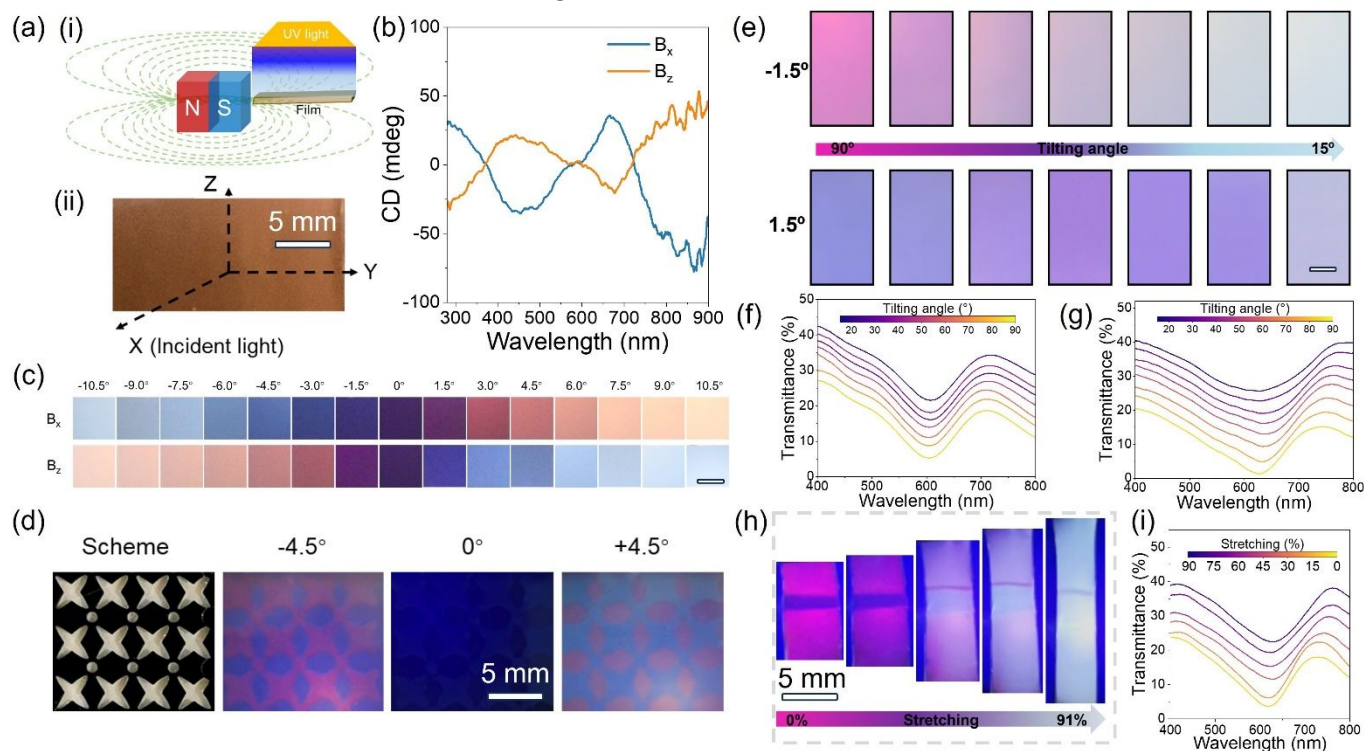 (a) (i)
UV light
N S
Film
(ii)
Z
5 mm
Y
X (Incident light)
(b)
Bx
Bz
100
50
0
-50
-100
CD (mdeg)
300 400 500 600 700 800 900
Wavelength (nm)
(c)
-10.5° -9.0° -7.5° -6.0° -4.5° -3.0° -1.5° 0° 1.5° 3.0° 4.5° 6.0° 7.5° 9.0° 10.5°
Bx
Bz
(d)
Scheme -4.5° 0° +4.5°
5 mm
(e)
-1.5°
90° Tilting angle 15°
1.5°
(f)
Tilting angle (°)
20 30 40 50 60 70 80 90
50
40
30
20
10
0
Transmittance (%)
400 500 600 700 800
Wavelength (nm)
(g)
Tilting angle (°)
20 30 40 50 60 70 80 90
50
40
30
20
10
0
Transmittance (%)
400 500 600 700 800
Wavelength (nm)
(h)
5 mm
0% Stretching 91%
(i)
Stretching (%)
90 75 60 45 30 15 0
50
40
30
20
10
0
Transmittance (%)
400 500 600 700 800
Wavelength (nm)